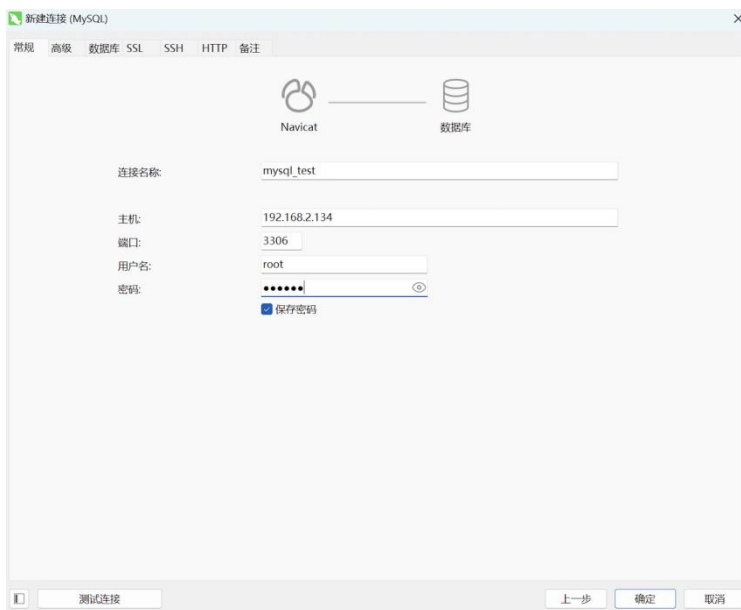 新建连接 (MySQL)
常规 高级 数据库 SSL SSH HTTP 备注
Navicat 数据库
连接名称: mysql_test
主机: 192.168.2.134
端口: 3306
用户名: root
密码: ●●●●●●
保存密码
测试连接 上一步 确定 取消